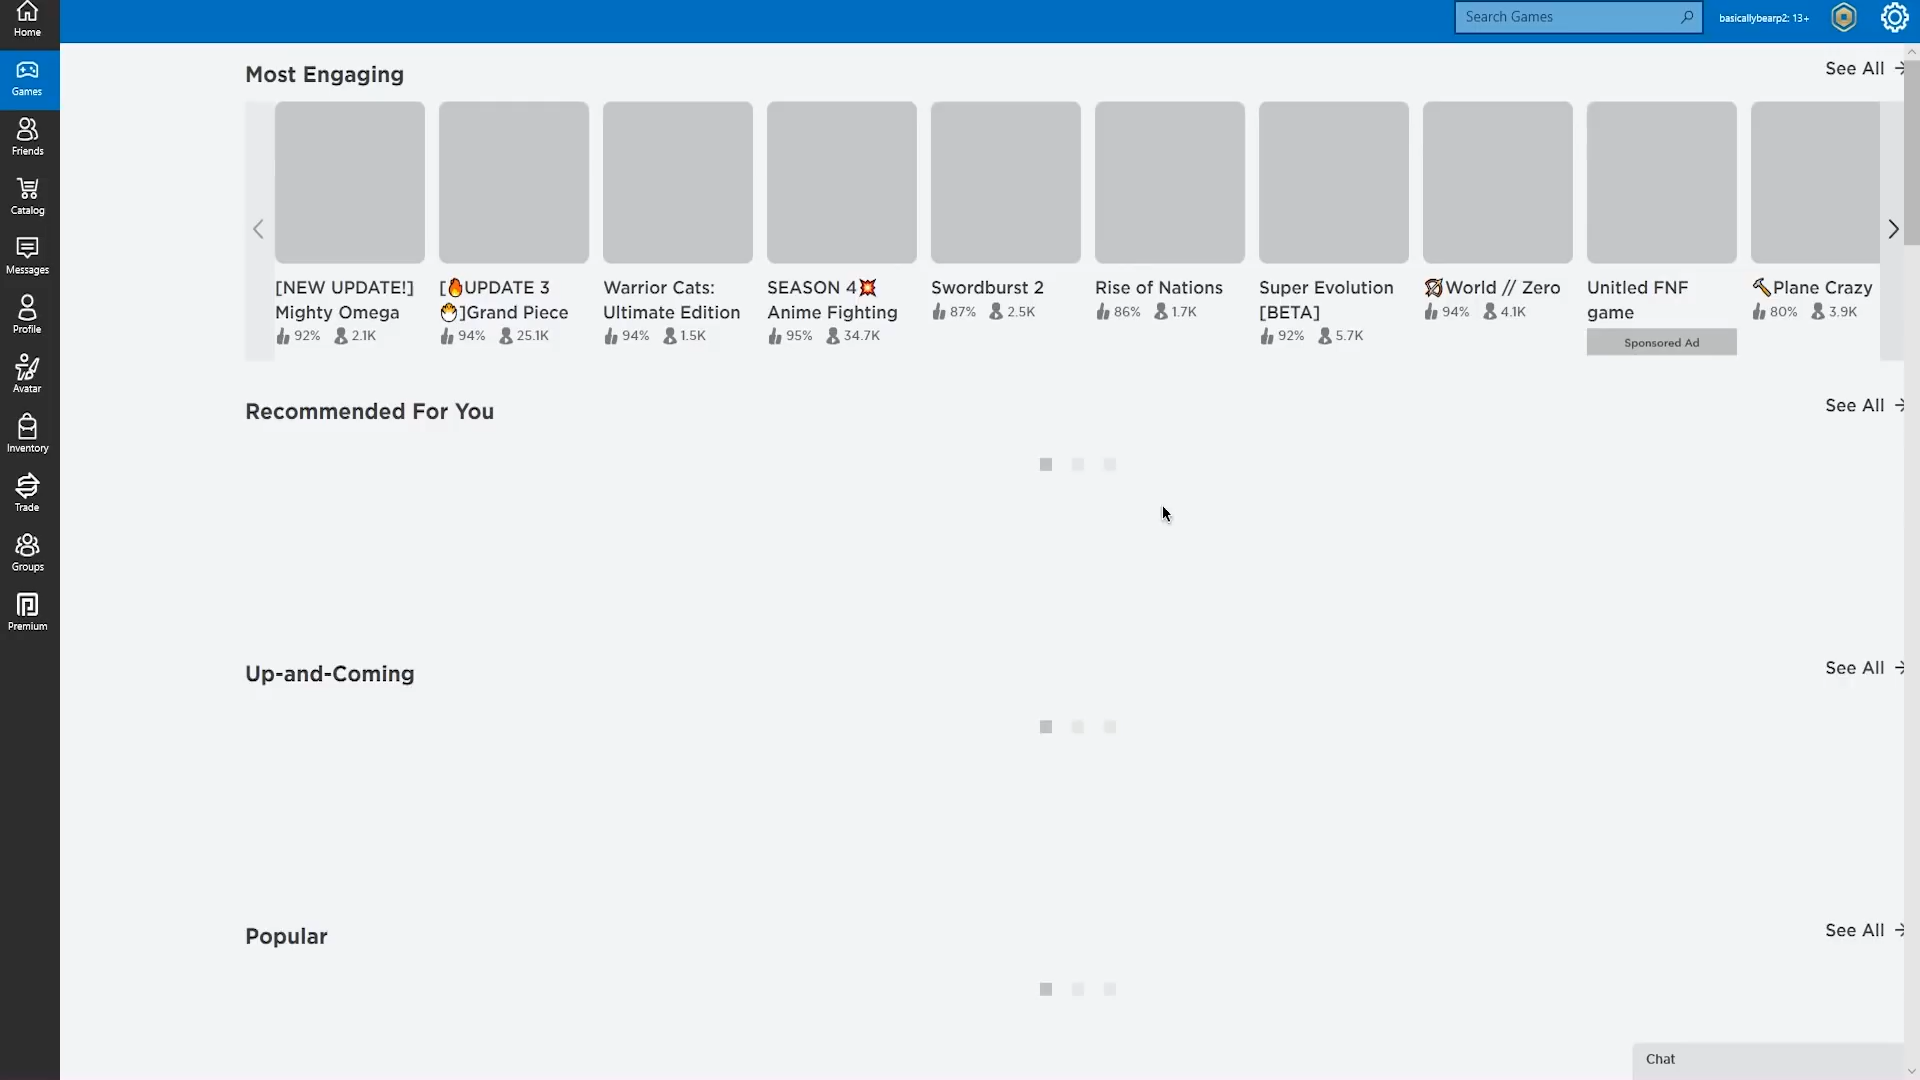 Home
Games
Friends
Catalog
Messages
Profile
Avatar
Inventory
Trade
Groups
Premium
Search Games
basicallybearp2: 13+
Most Engaging
See All
[NEW UPDATE!]
Mighty Omega
92% 2.1K
[🔥UPDATE 3
🐣]Grand Piece
94% 25.1K
Warrior Cats:
Ultimate Edition
94% 1.5K
SEASON 4💥
Anime Fighting
95% 34.7K
Swordburst 2
87% 2.5K
Rise of Nations
86% 1.7K
Super Evolution
[BETA]
92% 5.7K
🏹World // Zero
94% 4.1K
Unitled FNF
game
Sponsored Ad
🔨Plane Crazy
80% 3.9K
Recommended For You
See All
Up-and-Coming
See All
Popular
See All
Chat